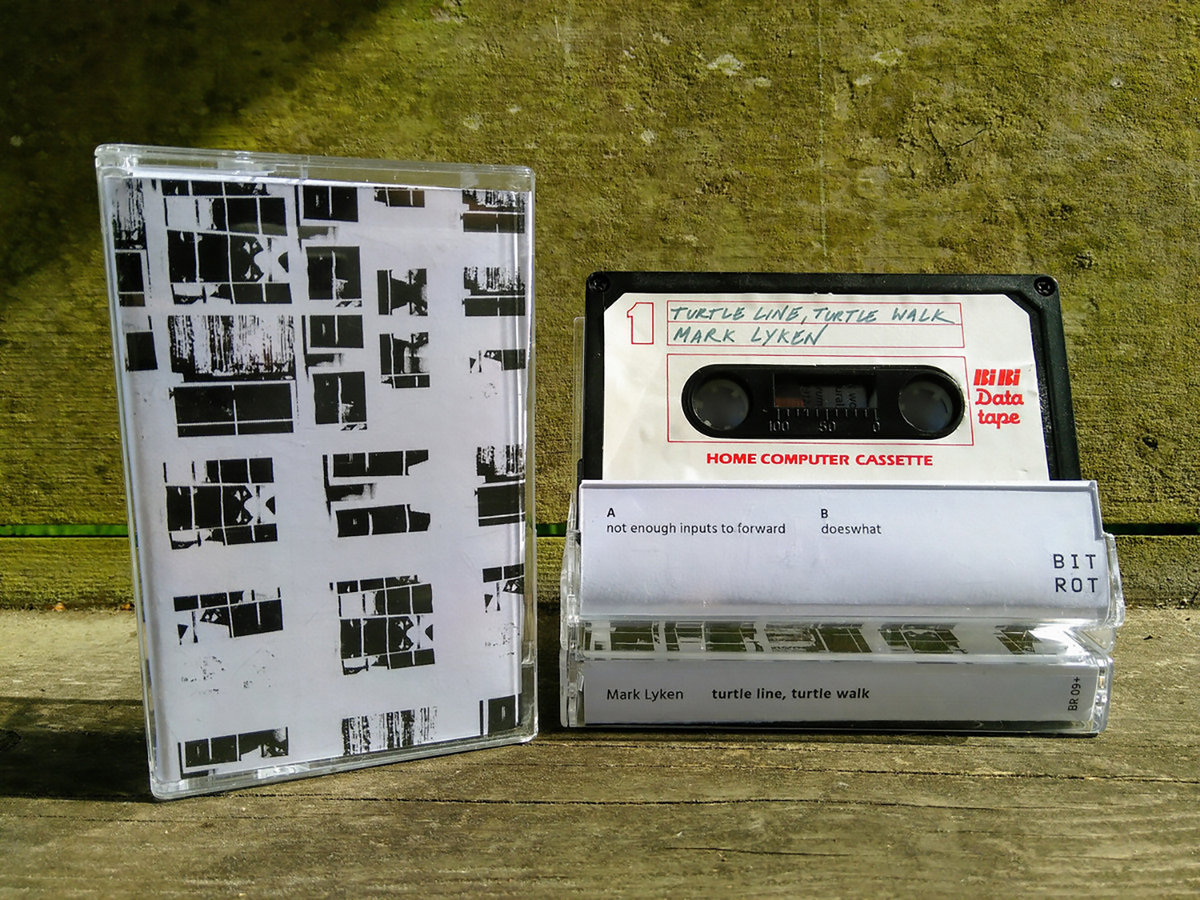 1
TURTLE LINE, TURTLE WALK
MARK LYKEN
BiBi
Data
tape
100 50 0
HOME COMPUTER CASSETTE
A
not enough inputs to forward
B
doeswhat
BIT
ROT
Mark Lyken turtle line, turtle walk
BR 09+